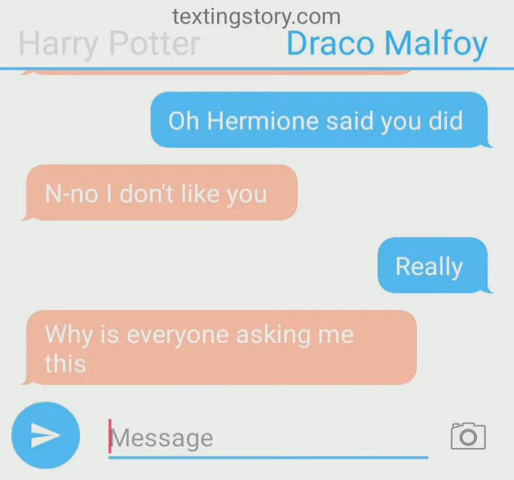 textingstory.com
Harry Potter Draco Malfoy
Oh Hermione said you did
N-no I don't like you
Really
Why is everyone asking me
this
Message